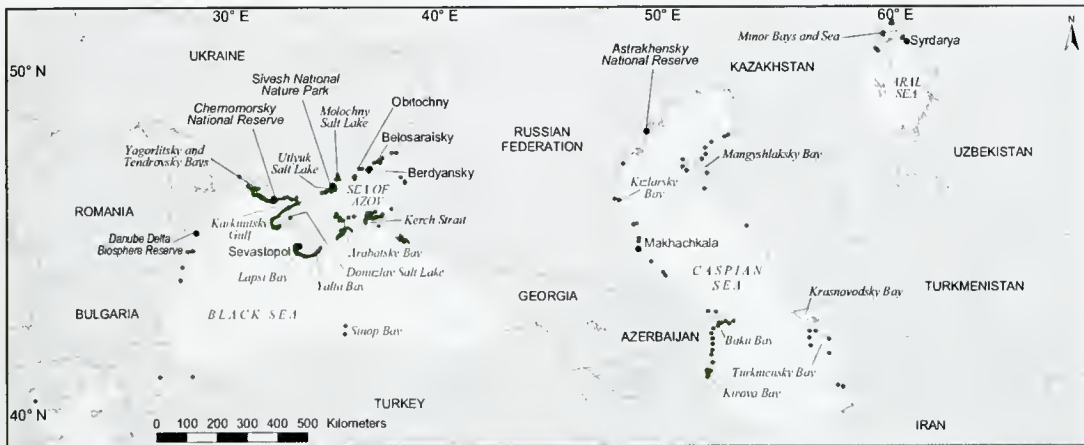 30° E
40° E
50° E
60° E
N
50° N
40° N
UKRAINE
Sivesh National
Nature Park
Chernomorsky
National Reserve
Molochny
Salt Lake
Obitochny
Belosaraisky
Berdyansky
Yagorlitsky and
Tendrovsky Bays
Utlyuk
Salt Lake
SEA OF
AZOV
Kerch Strait
ROMANIA
Danube Delta
Biosphere Reserve
Karkinitsky
Gulf
Sevastopol
Arabatsky Bay
Donuzlav Salt Lake
Laspi Bay
Yalta Bay
BULGARIA
BLACK SEA
Sinop Bay
TURKEY
0 100 200 300 400 500 Kilometers
Astrakhensky
National Reserve
KAZAKHSTAN
Minor Bays and Sea
Syrdarya
ARAL
SEA
RUSSIAN
FEDERATION
Mangyshlaksky Bay
UZBEKISTAN
Kizlarsky
Bay
Makhachkala
CASPIAN
SEA
Krasnovodsky Bay
TURKMENISTAN
GEORGIA
AZERBAIJAN
Baku Bay
Turkmensky Bay
Kirova Bay
IRAN